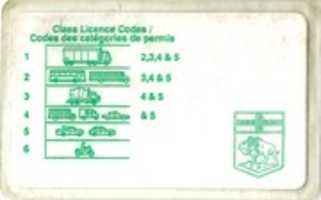 Class Licence Codes /
Codes des catégories de permis
1 2,3,4 & 5
2 3,4 & 5
3 4 & 5
4 & 5
5
6